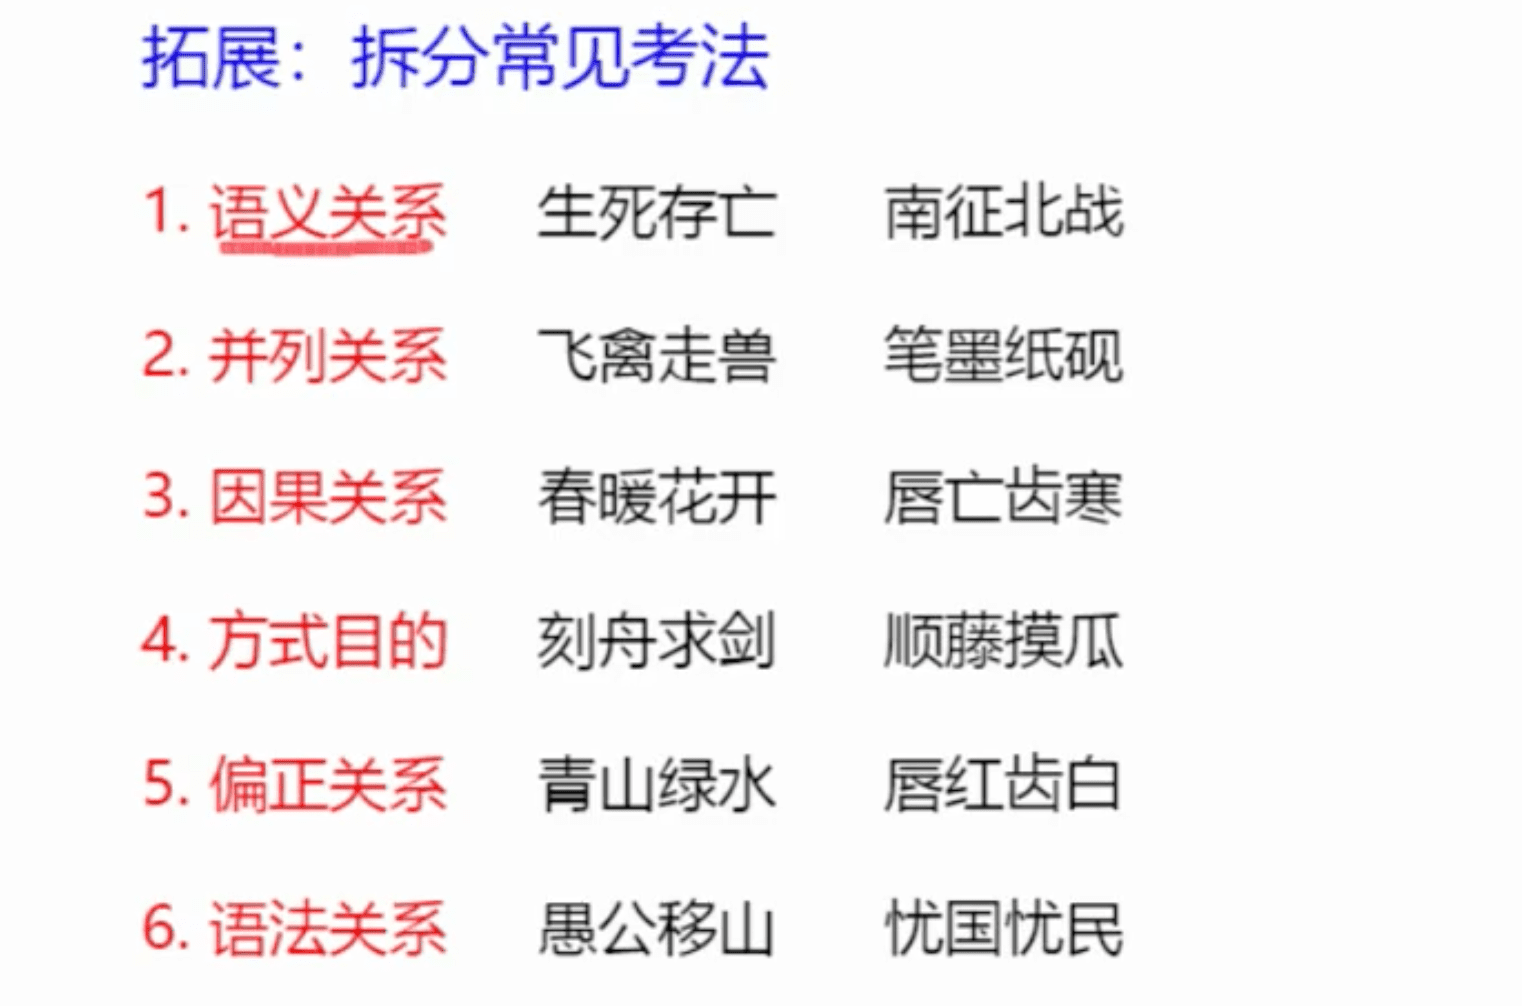 拓展：拆分常见考法
1. 语义关系 生死存亡 南征北战
2. 并列关系 飞禽走兽 笔墨纸砚
3. 因果关系 春暖花开 唇亡齿寒
4. 方式目的 刻舟求剑 顺藤摸瓜
5. 偏正关系 青山绿水 唇红齿白
6. 语法关系 愚公移山 忧国忧民